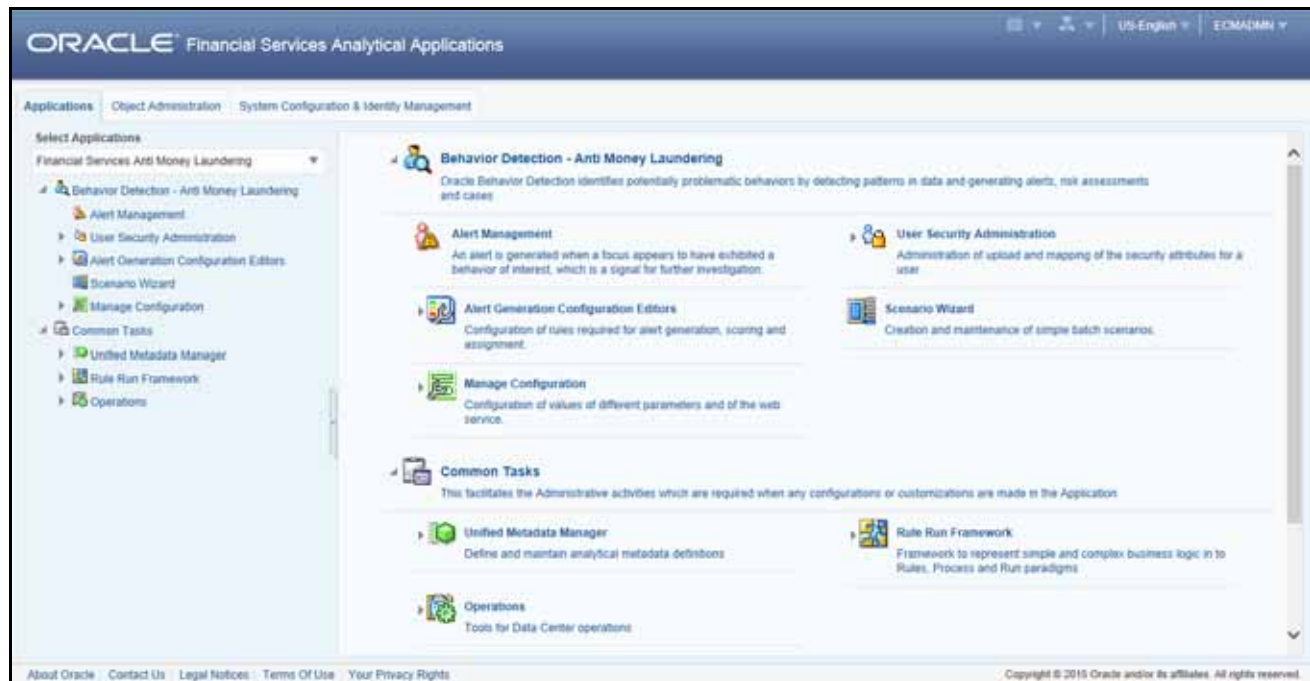 ORACLE Financial Services Analytical Applications
US-English
ECMADMN
Applications
Object Administration
System Configuration & Identity Management
Select Applications
Financial Services Anti Money Laundering
Behavior Detection - Anti Money Laundering
Alert Management
User Security Administration
Alert Generation Configuration Editors
Scenario Wizard
Manage Configuration
Common Tasks
Unified Metadata Manager
Rule Run Framework
Operations
Behavior Detection - Anti Money Laundering
Oracle Behavior Detection identifies potentially problematic behaviors by detecting patterns in data and generating alerts, risk assessments
and cases
Alert Management
An alert is generated when a focus appears to have exhibited a
behavior of interest, which is a signal for further investigation.
User Security Administration
Administration of upload and mapping of the security attributes for a
user
Alert Generation Configuration Editors
Configuration of rules required for alert generation, scoring and
assignment.
Scenario Wizard
Creation and maintenance of simple batch scenarios.
Manage Configuration
Configuration of values of different parameters and of the web
service.
Common Tasks
This facilitates the Administrative activities which are required when any configurations or customizations are made in the Application
Unified Metadata Manager
Define and maintain analytical metadata definitions
Rule Run Framework
Framework to represent simple and complex business logic in to
Rules, Process and Run paradigms
Operations
Tools for Data Center operations
About Oracle
Contact Us
Legal Notices
Terms Of Use
Your Privacy Rights
Copyright © 2015 Oracle and/or its affiliates. All rights reserved.